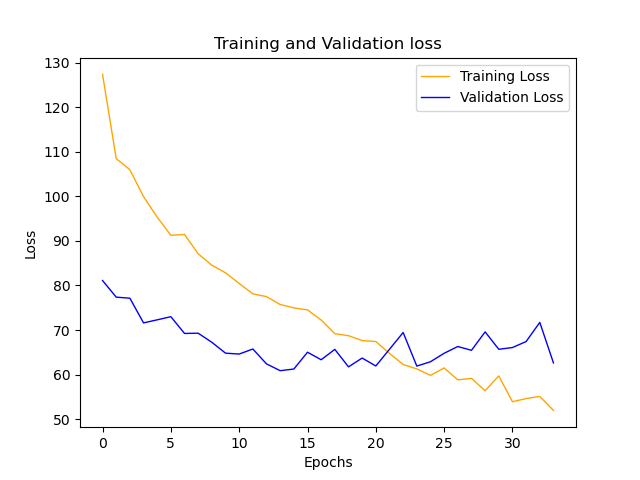 Training and Validation loss
Training Loss
Validation Loss
130
120
110
100
90
80
70
60
50
Loss
0 5 10 15 20 25 30
Epochs